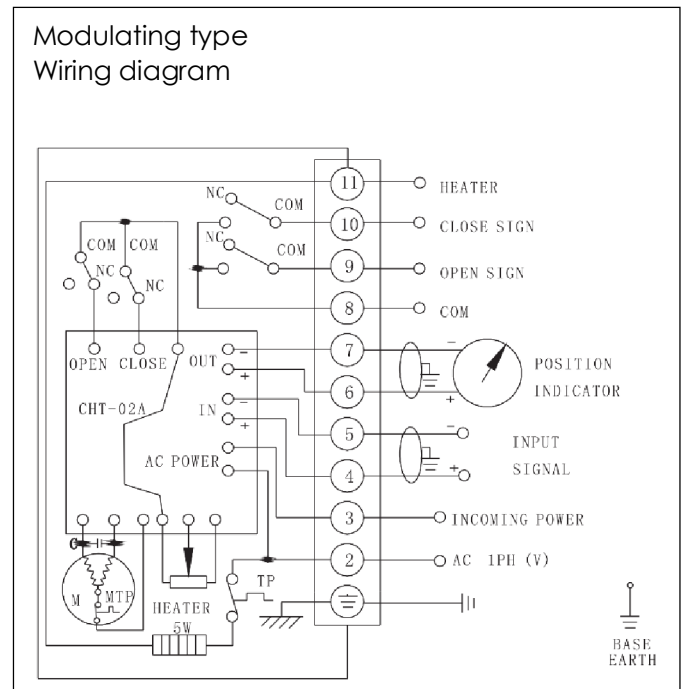 Modulating type
Wiring diagram
11
HEATER
NC
COM
10
CLOSE SIGN
NC
COM
9
OPEN SIGN
COM COM
NC
NC
8
COM
OPEN CLOSE OUT - +
7
-
POSITION
INDICATOR
6
+
CHT-02A
IN - +
5
-
INPUT
SIGNAL
4
+
AC POWER
3
INCOMING POWER
2
AC 1PH (V)
TP
M MTP
HEATER
5W
BASE
EARTH